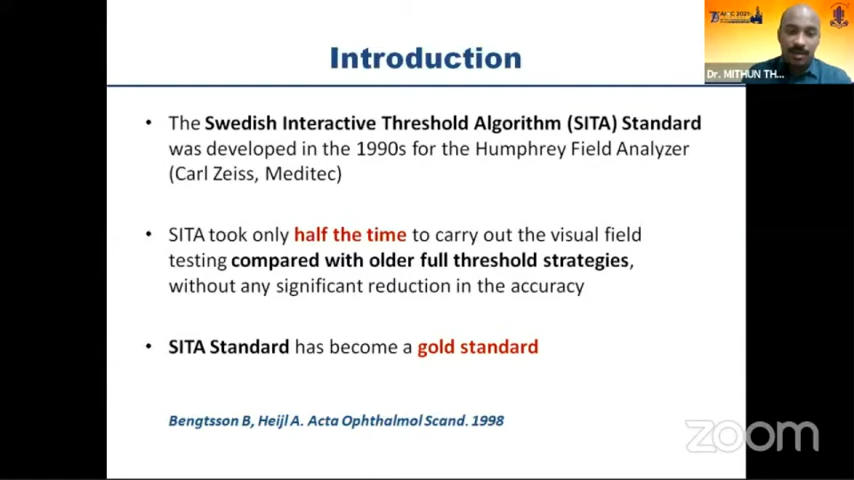 Introduction
AIOC 2021
Dr. MITHUN TH...
• The Swedish Interactive Threshold Algorithm (SITA) Standard
was developed in the 1990s for the Humphrey Field Analyzer
(Carl Zeiss, Meditec)
• SITA took only half the time to carry out the visual field
testing compared with older full threshold strategies,
without any significant reduction in the accuracy
• SITA Standard has become a gold standard
Bengtsson B, Heijl A. Acta Ophthalmol Scand. 1998
zoom